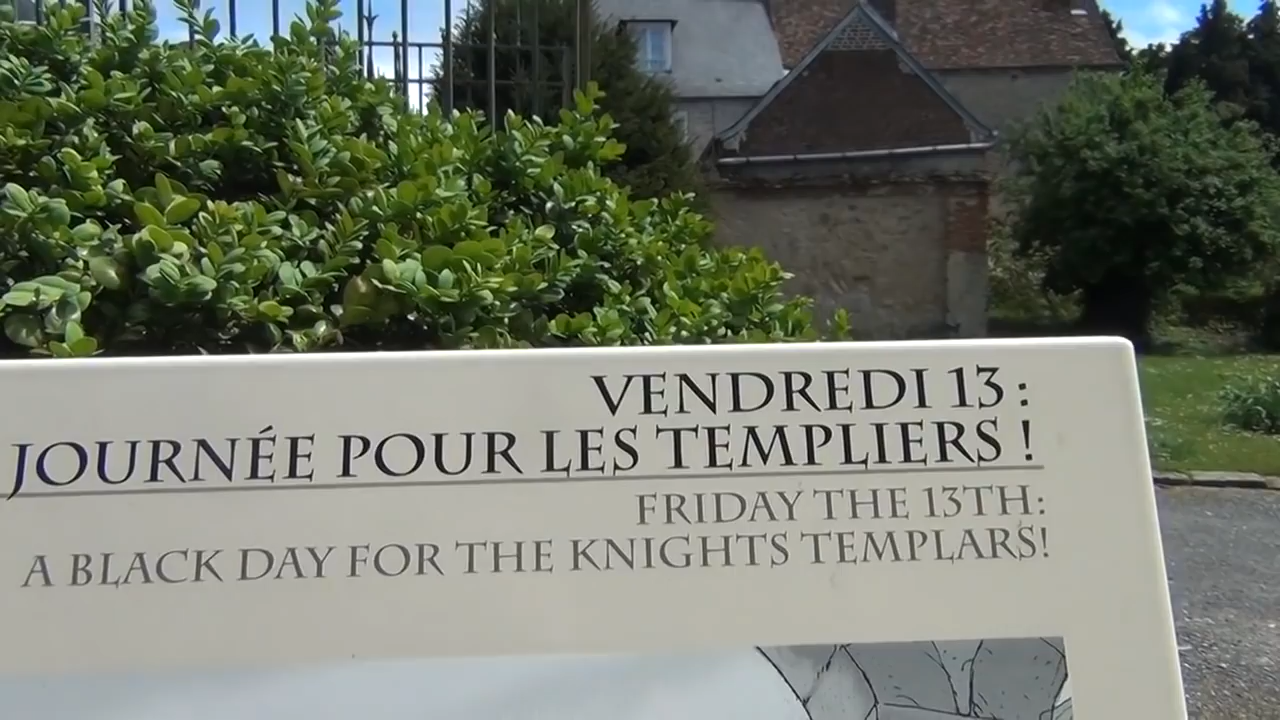 VENDREDI 13 :
JOURNÉE POUR LES TEMPLIERS !
FRIDAY THE 13TH:
A BLACK DAY FOR THE KNIGHTS TEMPLARS!